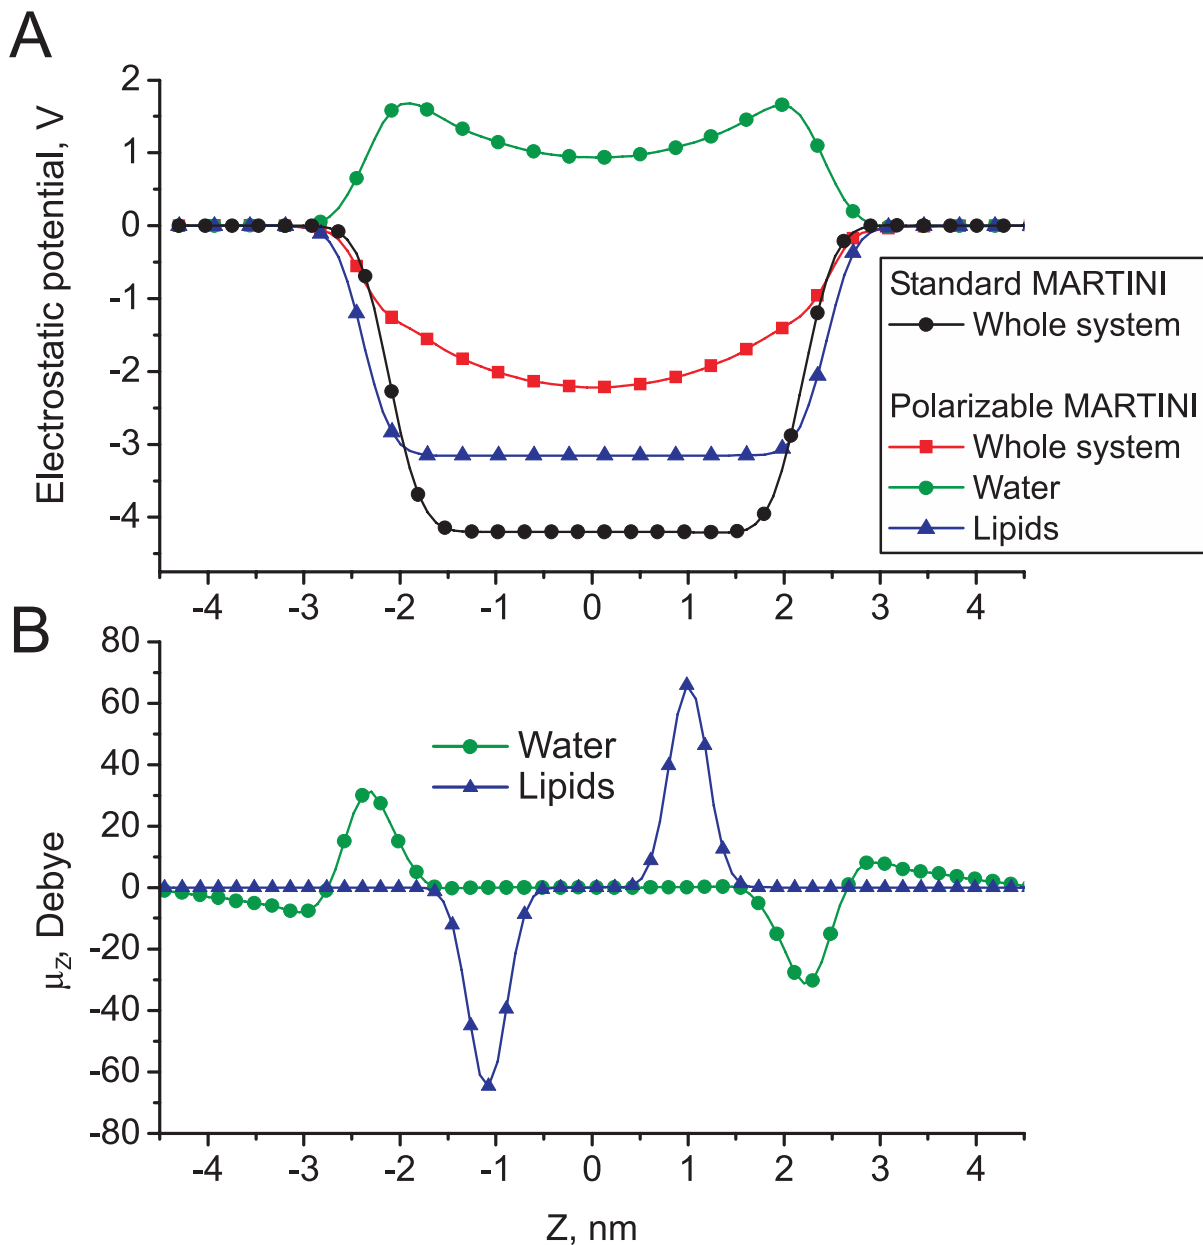 A
Electrostatic potential, V
2
1
0
-1
-2
-3
-4
-4 -3 -2 -1 0 1 2 3 4
Standard MARTINI
Whole system
Polarizable MARTINI
Whole system
Water
Lipids
B
μZ, Debye
80
60
40
20
0
-20
-40
-60
-80
Water
Lipids
-4 -3 -2 -1 0 1 2 3 4
Z, nm